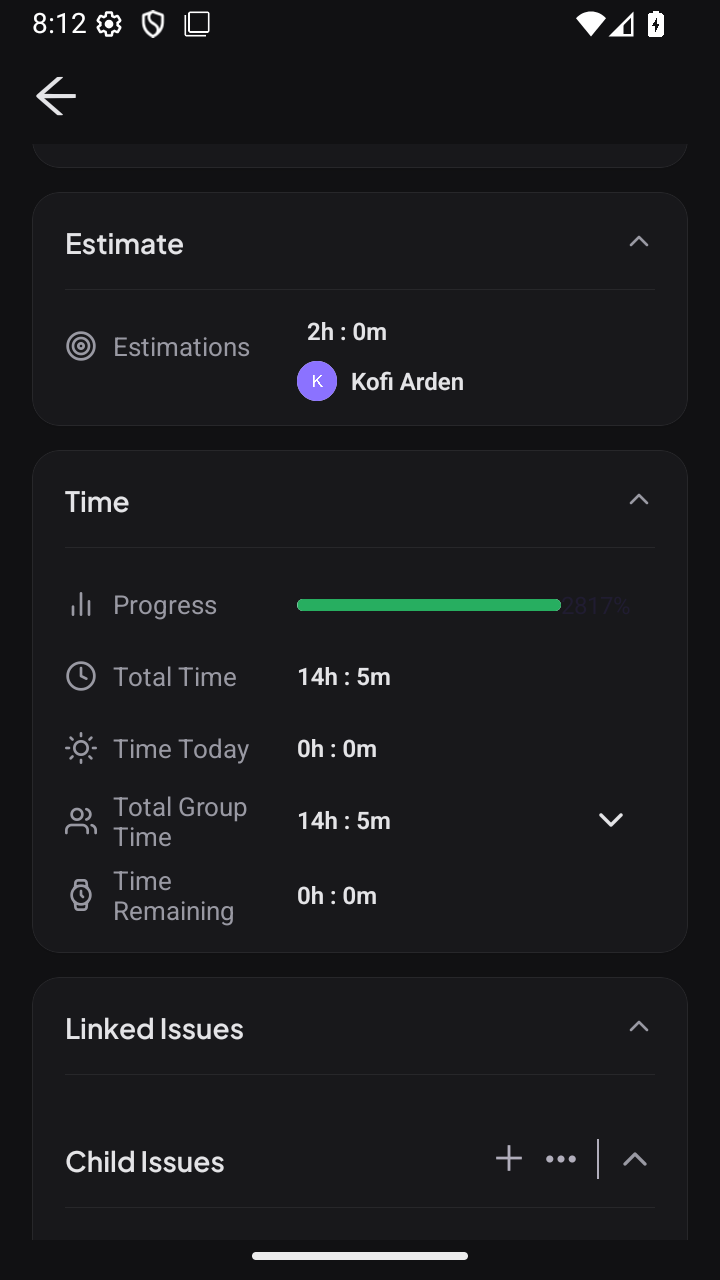 8:12
Estimate
Estimations
2h : 0m
K
Kofi Arden
Time
Progress
2817%
Total Time
14h : 5m
Time Today
0h : 0m
Total Group
Time
14h : 5m
Time
Remaining
0h : 0m
Linked Issues
Child Issues